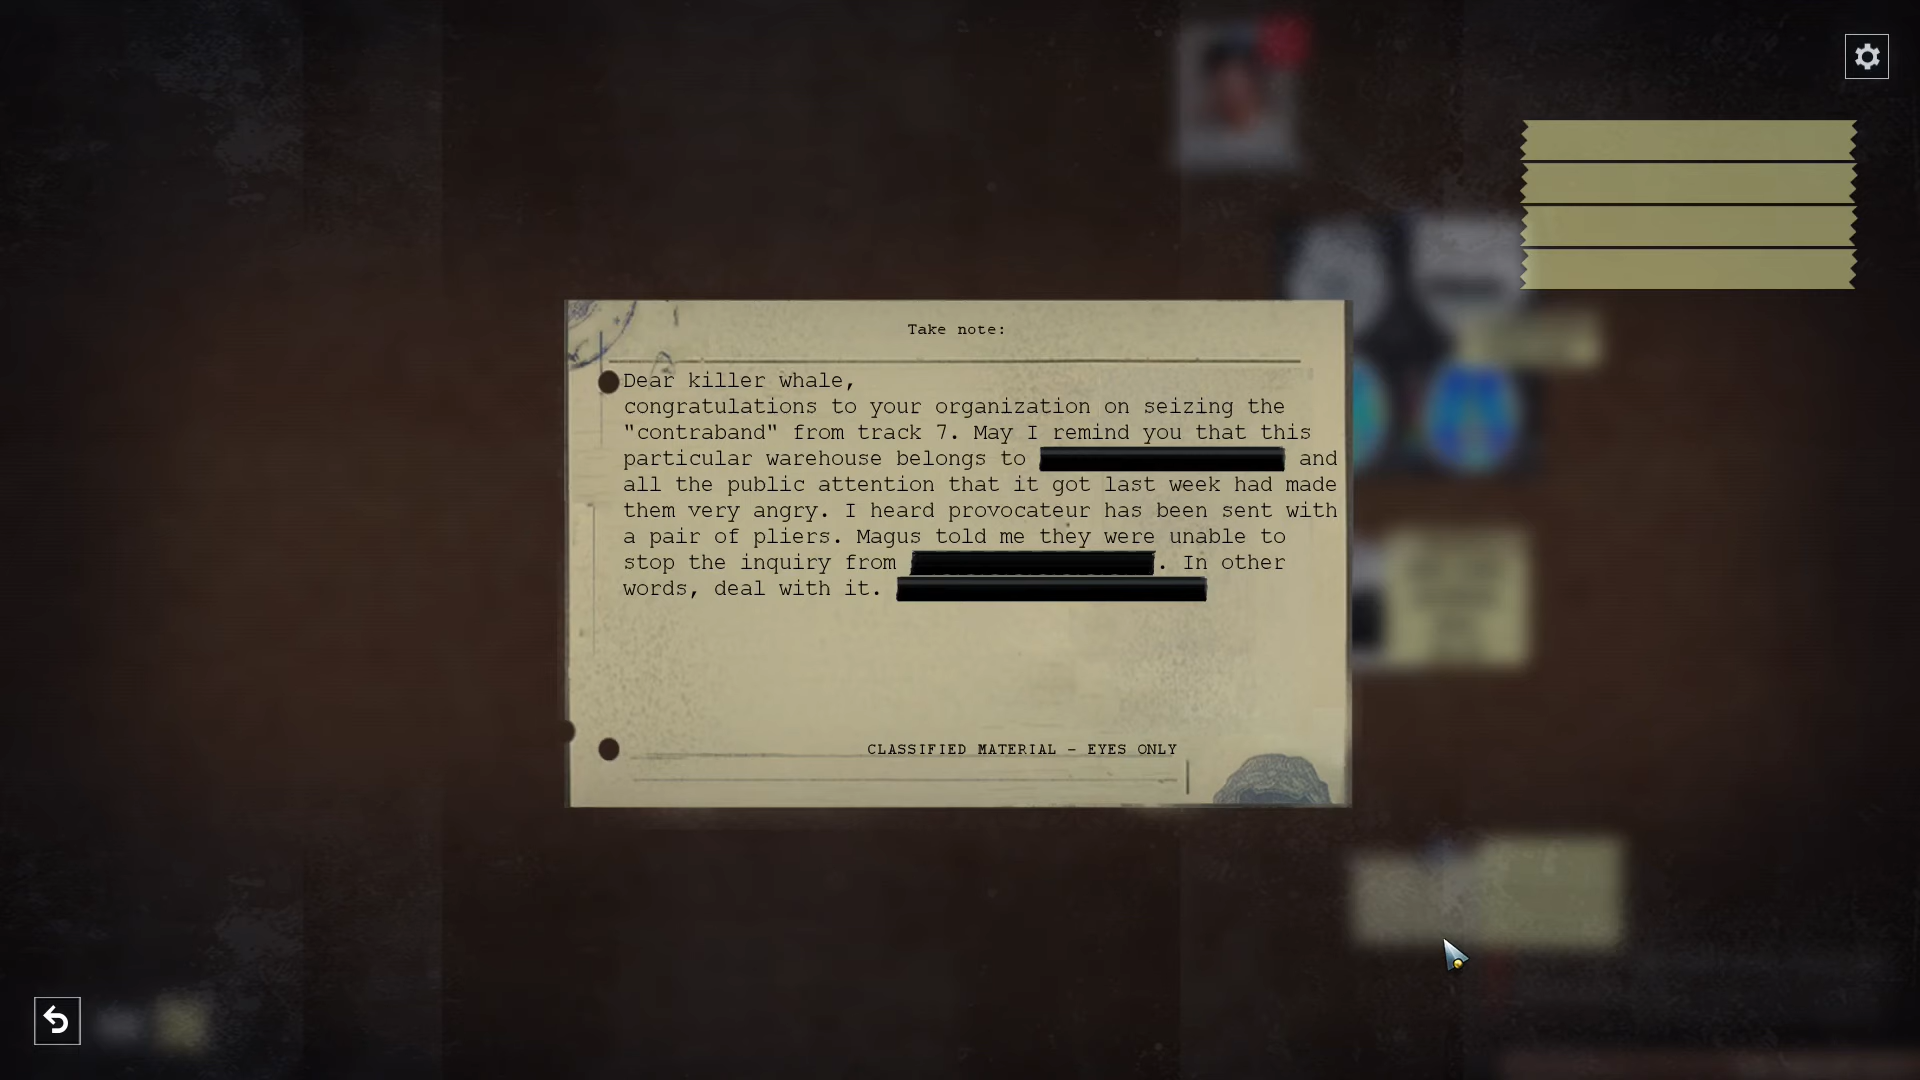 Take note:
Dear killer whale,
congratulations to your organization on seizing the
"contraband" from track 7. May I remind you that this
particular warehouse belongs to and
all the public attention that it got last week had made
them very angry. I heard provocateur has been sent with
a pair of pliers. Magus told me they were unable to
stop the inquiry from . In other
words, deal with it.
CLASSIFIED MATERIAL - EYES ONLY